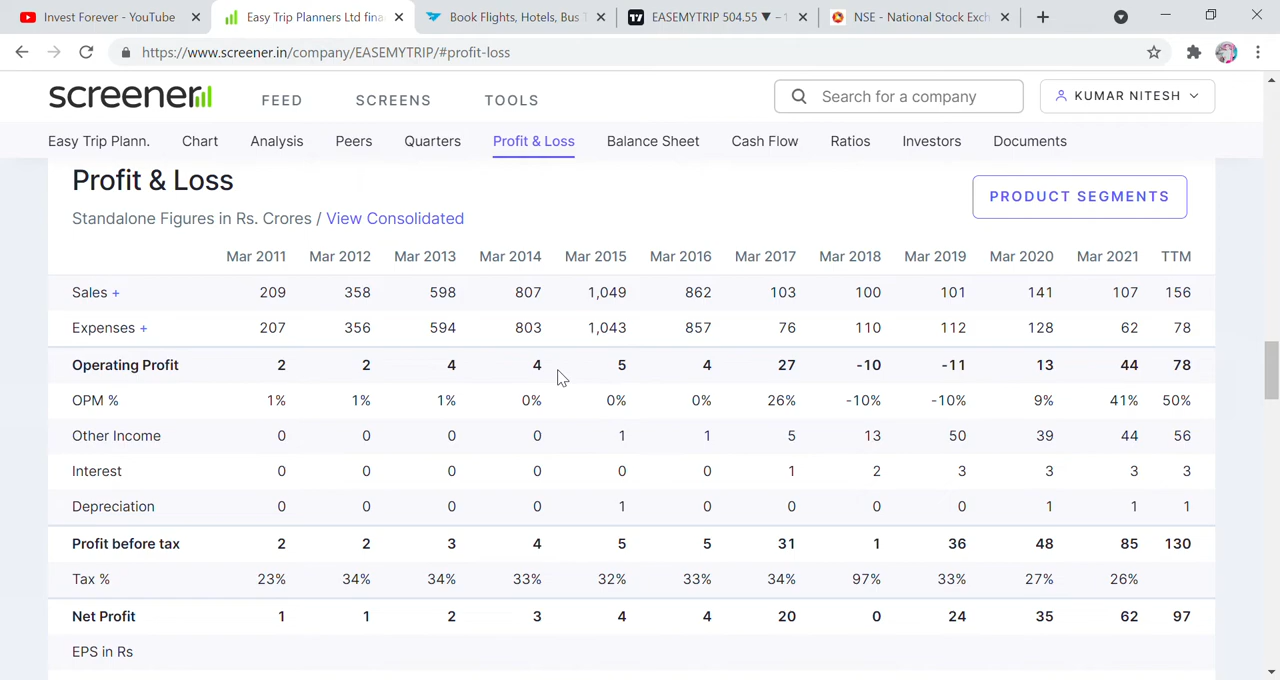 Invest Forever - YouTube
Easy Trip Planners Ltd fina
Book Flights, Hotels, Bus T
EASEMYTRIP 504.55 ▼ −
NSE - National Stock Exch
https://www.screener.in/company/EASEMYTRIP/#profit-loss
screener
FEED SCREENS TOOLS
Search for a company
KUMAR NITESH
Easy Trip Plann. Chart Analysis Peers Quarters Profit & Loss Balance Sheet Cash Flow Ratios Investors Documents
Profit & Loss
PRODUCT SEGMENTS
Standalone Figures in Rs. Crores / View Consolidated
Mar 2011 Mar 2012 Mar 2013 Mar 2014 Mar 2015 Mar 2016 Mar 2017 Mar 2018 Mar 2019 Mar 2020 Mar 2021 TTM
Sales + 209 358 598 807 1,049 862 103 100 101 141 107 156
Expenses + 207 356 594 803 1,043 857 76 110 112 128 62 78
Operating Profit 2 2 4 4 5 4 27 -10 -11 13 44 78
OPM % 1% 1% 1% 0% 0% 0% 26% -10% -10% 9% 41% 50%
Other Income 0 0 0 0 1 1 5 13 50 39 44 56
Interest 0 0 0 0 0 0 1 2 3 3 3 3
Depreciation 0 0 0 0 1 0 0 0 0 1 1 1
Profit before tax 2 2 3 4 5 5 31 1 36 48 85 130
Tax % 23% 34% 34% 33% 32% 33% 34% 97% 33% 27% 26%
Net Profit 1 1 2 3 4 4 20 0 24 35 62 97
EPS in Rs